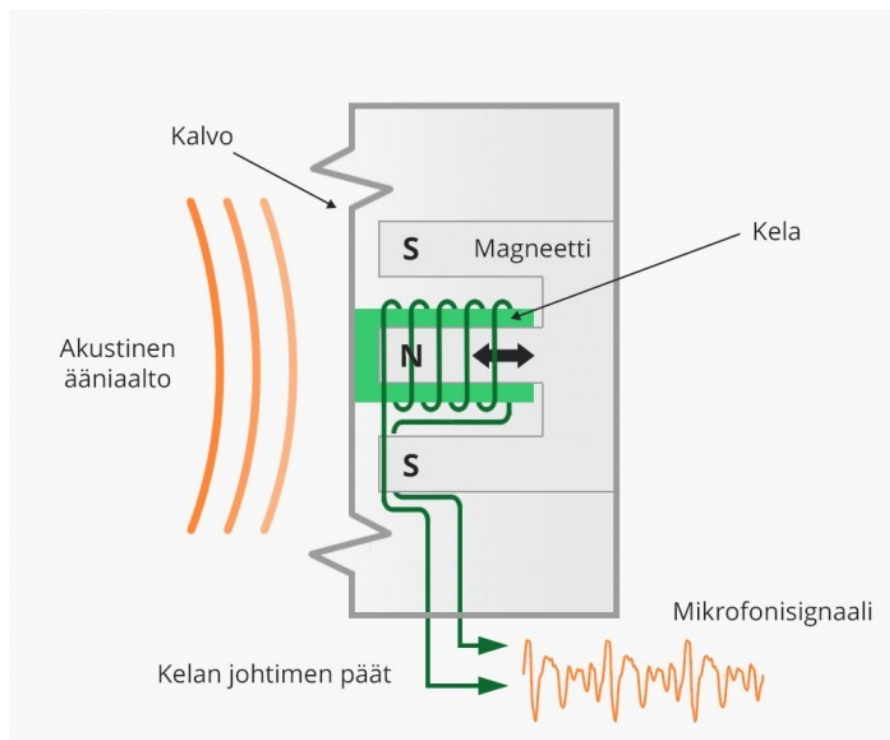 Kalvo
S
Magneetti
Kela
Akustinen
ääniaalto
N
S
Mikrofonisignaali
Kelan johtimen päät